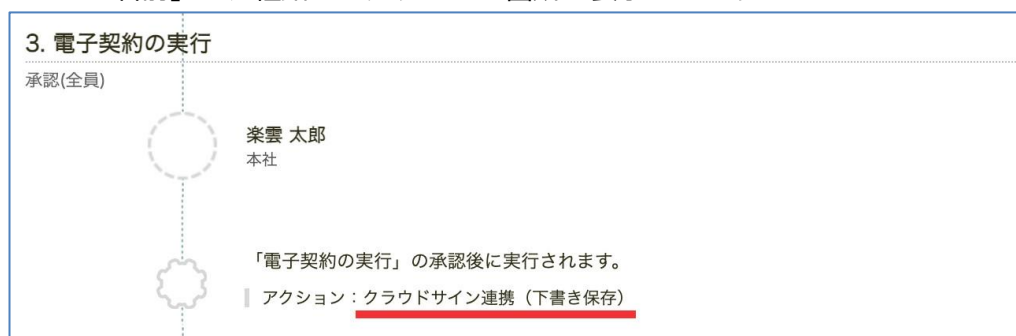 3. 電子契約の実行
承認(全員)
楽雲 太郎
本社
「電子契約の実行」の承認後に実行されます。
アクション：クラウドサイン連携（下書き保存）